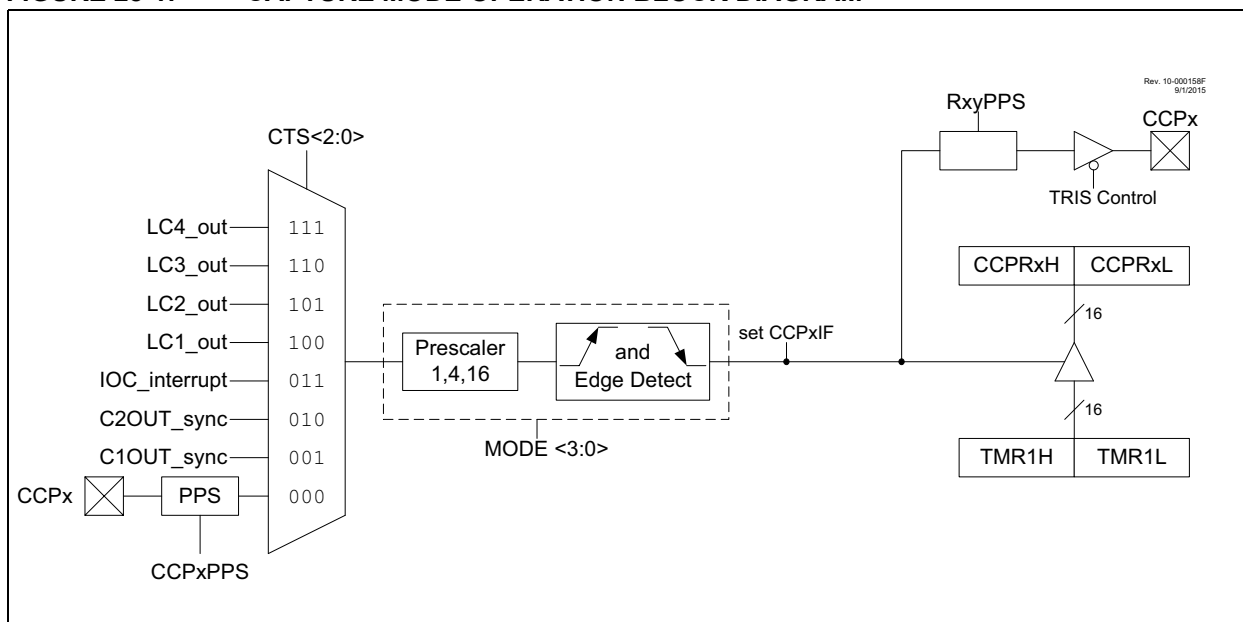 Rev. 10-000158F
9/1/2015
RxyPPS
CCPx
CTS<2:0>
TRIS Control
LC4_out
111
LC3_out
110
CCPRxH
CCPRxL
LC2_out
101
16
LC1_out
100
set CCPxIF
Prescaler
1,4,16
and
Edge Detect
IOC_interrupt
011
C2OUT_sync
010
16
MODE <3:0>
C1OUT_sync
001
TMR1H
TMR1L
CCPx
PPS
000
CCPxPPS